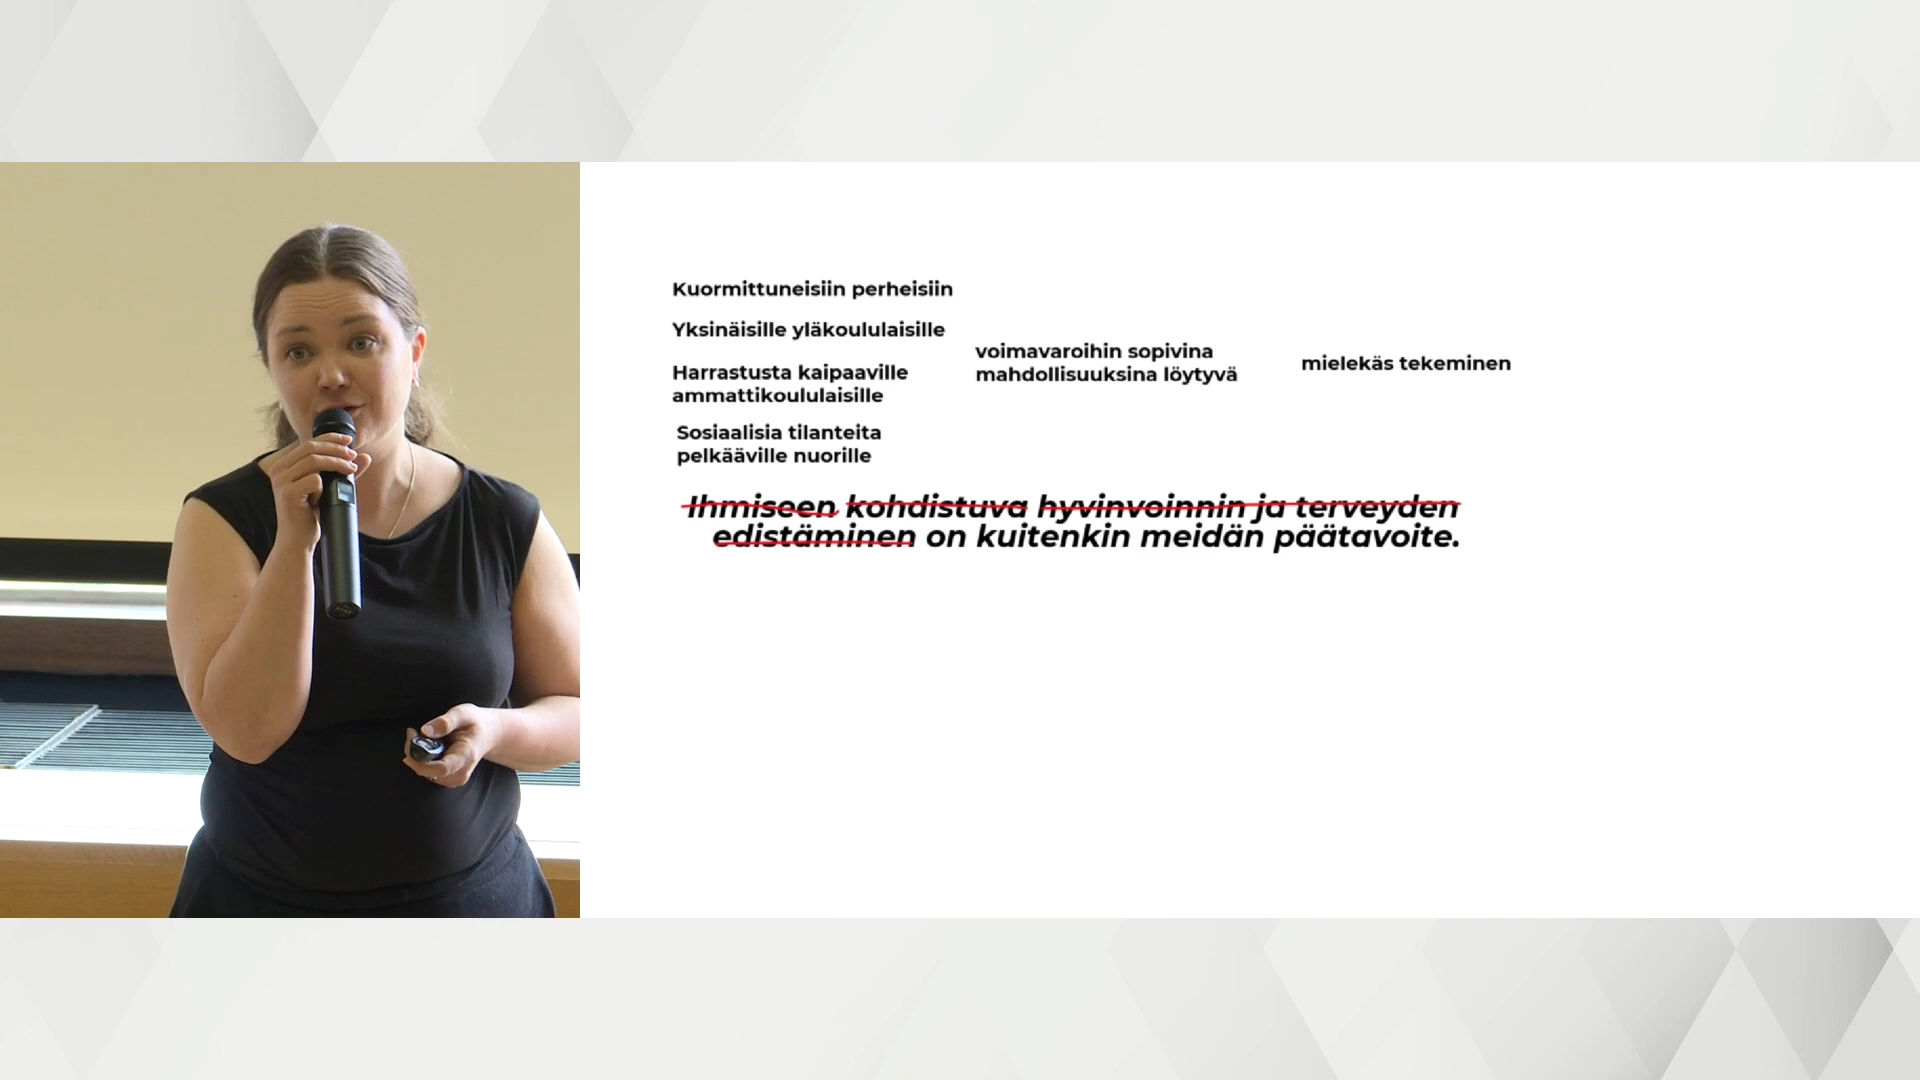 Kuormittuneisiin perheisiin
Yksinäisille yläkoululaisille
Harrastusta kaipaaville
ammattikoululaisille
Sosiaalisia tilanteita
pelkääville nuorille
voimavaroihin sopivina
mahdollisuuksina löytyvä
mielekäs tekeminen
Ihmiseen kohdistuva hyvinvoinnin ja terveyden
edistäminen on kuitenkin meidän päätavoite.